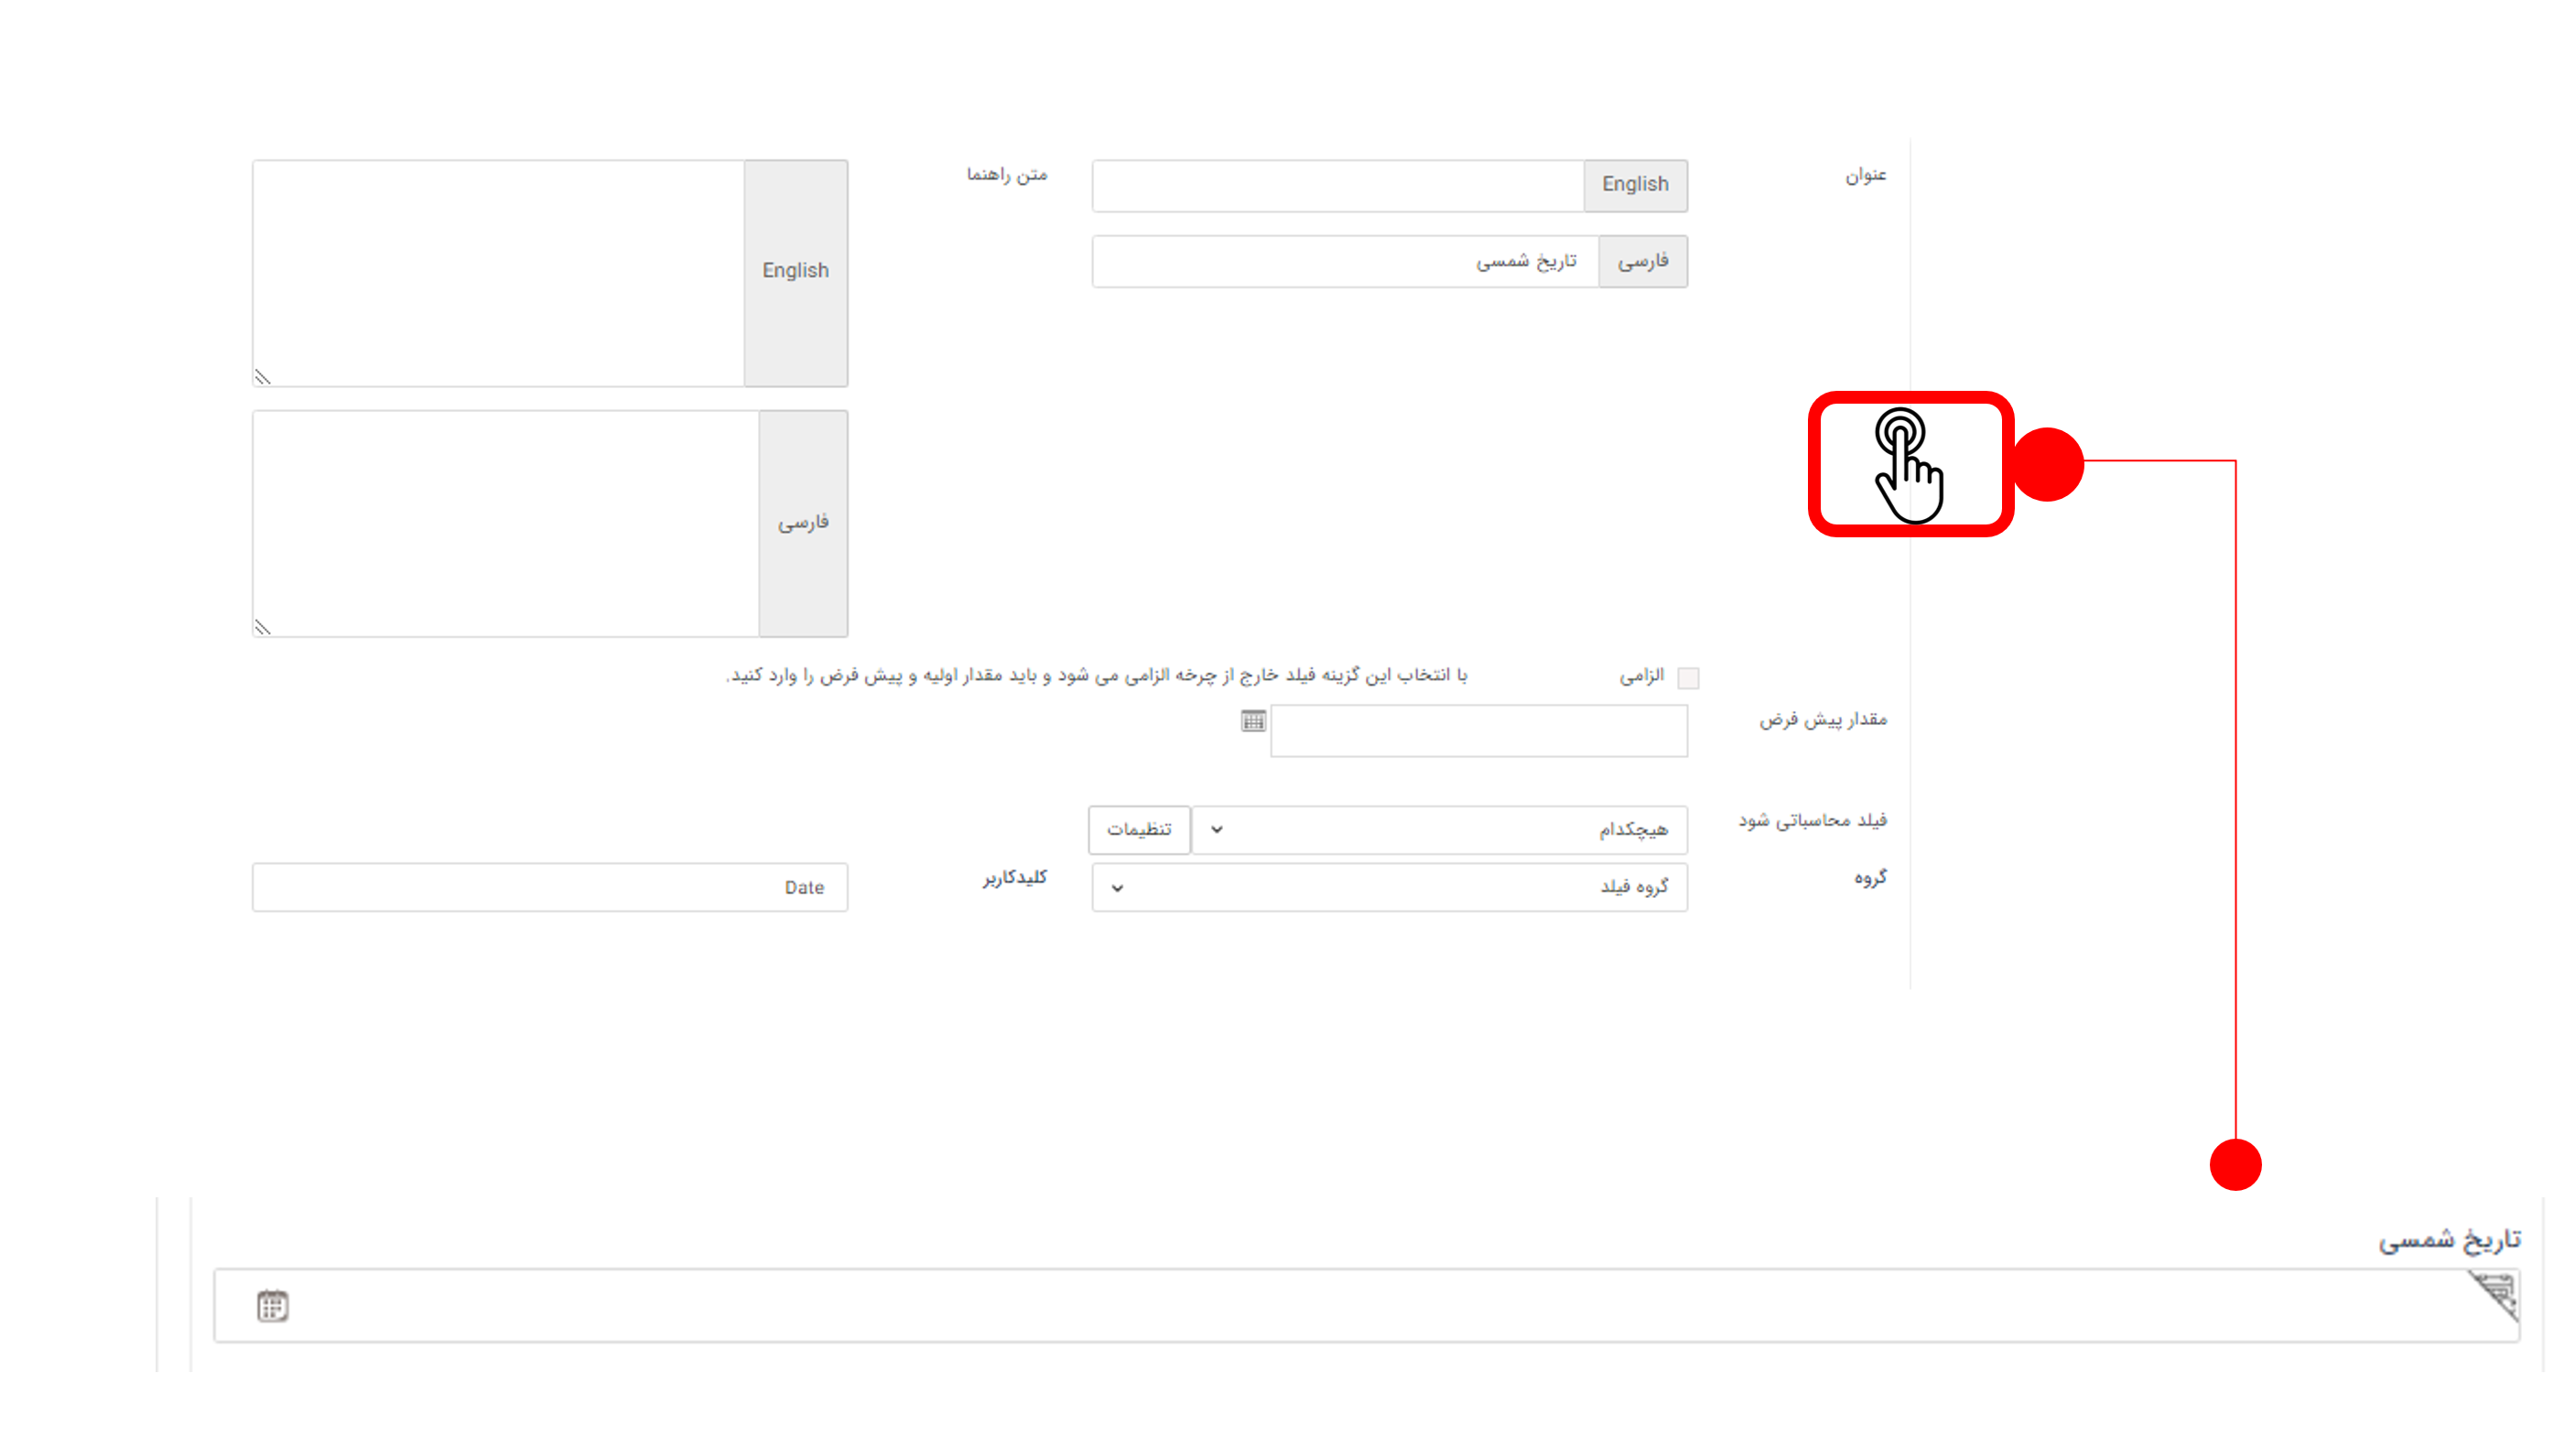 عنوان
English
متن راهنما
English
فارسی
تاریخ شمسی
فارسی
الزامی
با انتخاب این گزینه فیلد خارج از چرخه الزامی می شود و باید مقدار اولیه و پیش فرض را وارد کنید.
مقدار پیش فرض
فیلد محاسباتی شود
هیچکدام
تنظیمات
گروه
گروه فیلد
کلیدکاربر
Date
تاریخ شمسی